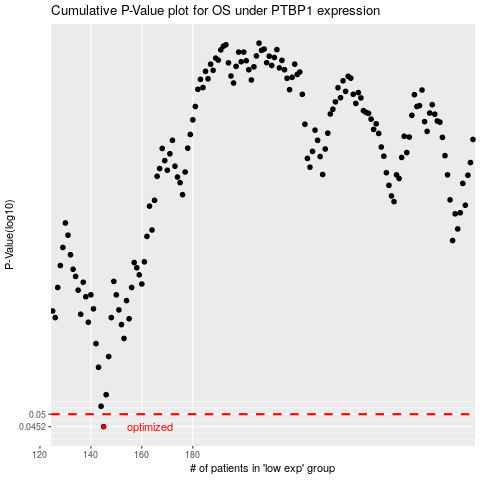 Cumulative P-Value plot for OS under PTBP1 expression
P-Value(log10)
0.05
0.0452
optimized
120 140 160 180
# of patients in 'low exp' group